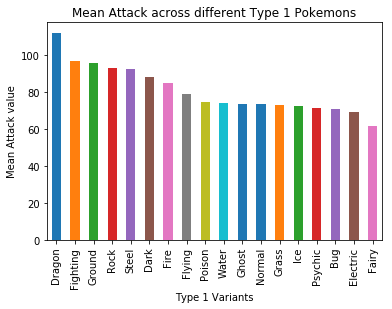 Mean Attack across different Type 1 Pokemons
Mean Attack value
100
80
60
40
20
0
Dragon
Fighting
Ground
Rock
Steel
Dark
Fire
Flying
Poison
Water
Ghost
Normal
Grass
Ice
Psychic
Bug
Electric
Fairy
Type 1 Variants